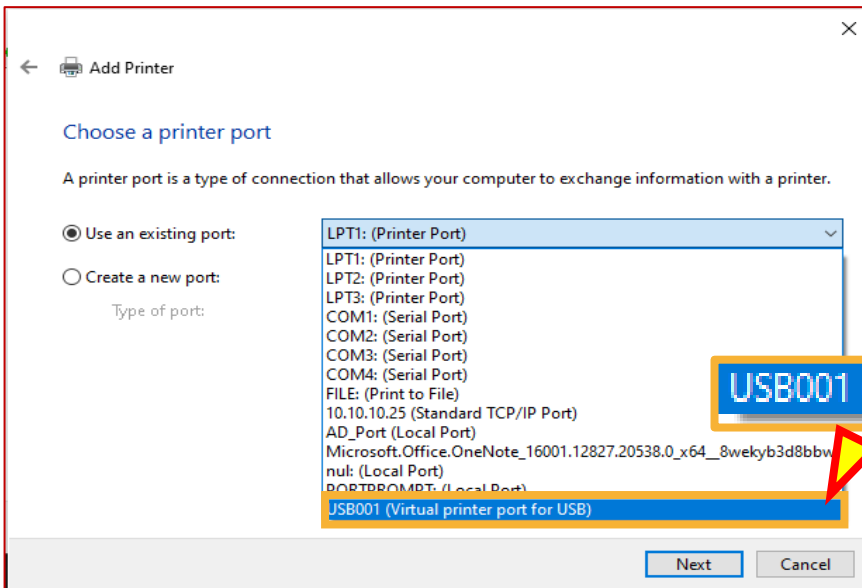 Add Printer
Choose a printer port
A printer port is a type of connection that allows your computer to exchange information with a printer.
Use an existing port:
LPT1: (Printer Port)
LPT1: (Printer Port)
LPT2: (Printer Port)
Create a new port:
LPT3: (Printer Port)
Type of port:
COM1: (Serial Port)
COM2: (Serial Port)
COM3: (Serial Port)
COM4: (Serial Port)
FILE: (Print to File)
USB001
10.10.10.25 (Standard TCP/IP Port)
AD_Port (Local Port)
Microsoft.Office.OneNote_16001.12827.20538.0_x64__8wekyb3d8bbw
nul: (Local Port)
PORTPROMPT: (Local Port)
USB001 (Virtual printer port for USB)
Next
Cancel